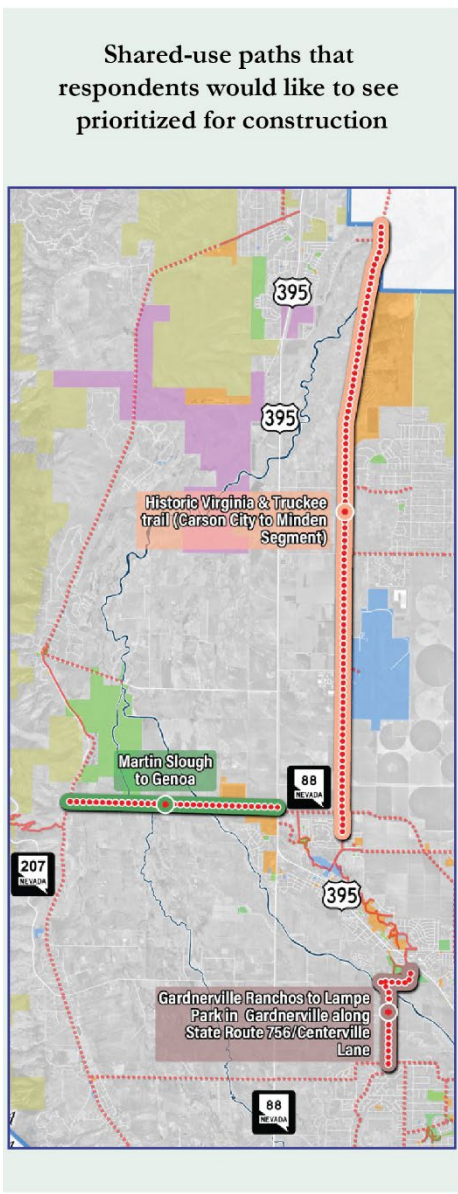 Shared-use paths that
respondents would like to see
prioritized for construction
395
395
Historic Virginia & Truckee
trail (Carson City to Minden
Segment)
Martin Slough
to Genoa
88
NEVADA
207
NEVADA
395
Gardnerville Ranchos to Lampe
Park in Gardnerville along
State Route 756/Centerville
Lane
88
NEVADA